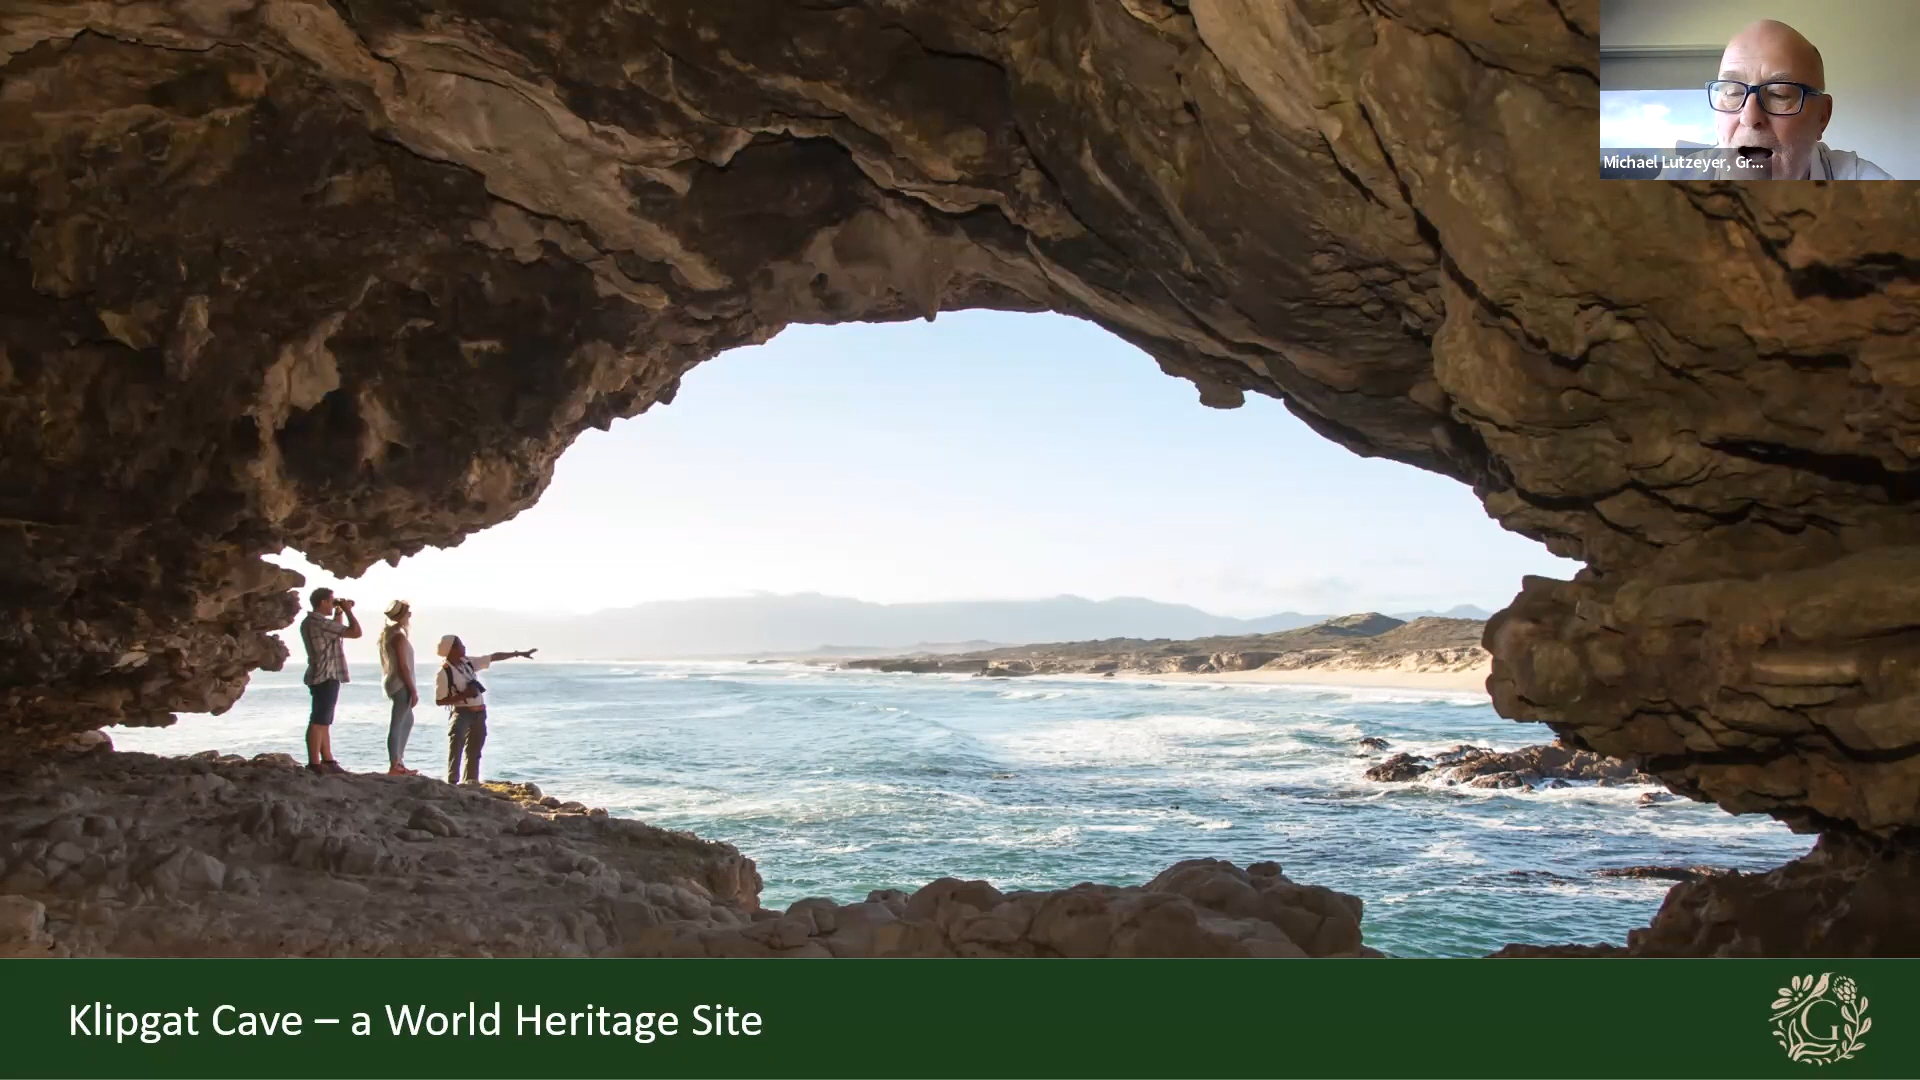 Michael Lutzeyer, Gr...
Klipgat Cave – a World Heritage Site
G